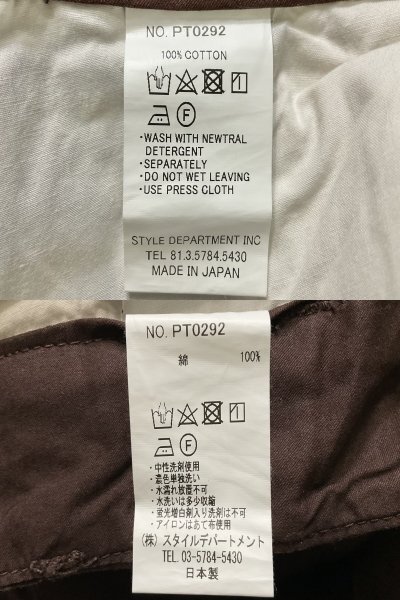 NO. PT0292
100% COTTON
F
・WASH WITH NEWTRAL
DETERGENT
・SEPARATELY
・DO NOT WET LEAVING
・USE PRESS CLOTH
STYLE DEPARTMENT INC
TEL 81.3.5784.5430
MADE IN JAPAN
NO. PT0292
綿 100%
F
・中性洗剤使用
・濃色単独洗い
・水濡れ放置不可
・水洗いは多少収縮
・蛍光増白剤入り洗剤は不可
・アイロンはあて布使用
(株) スタイルデパートメント
TEL. 03-5784-5430
日本製